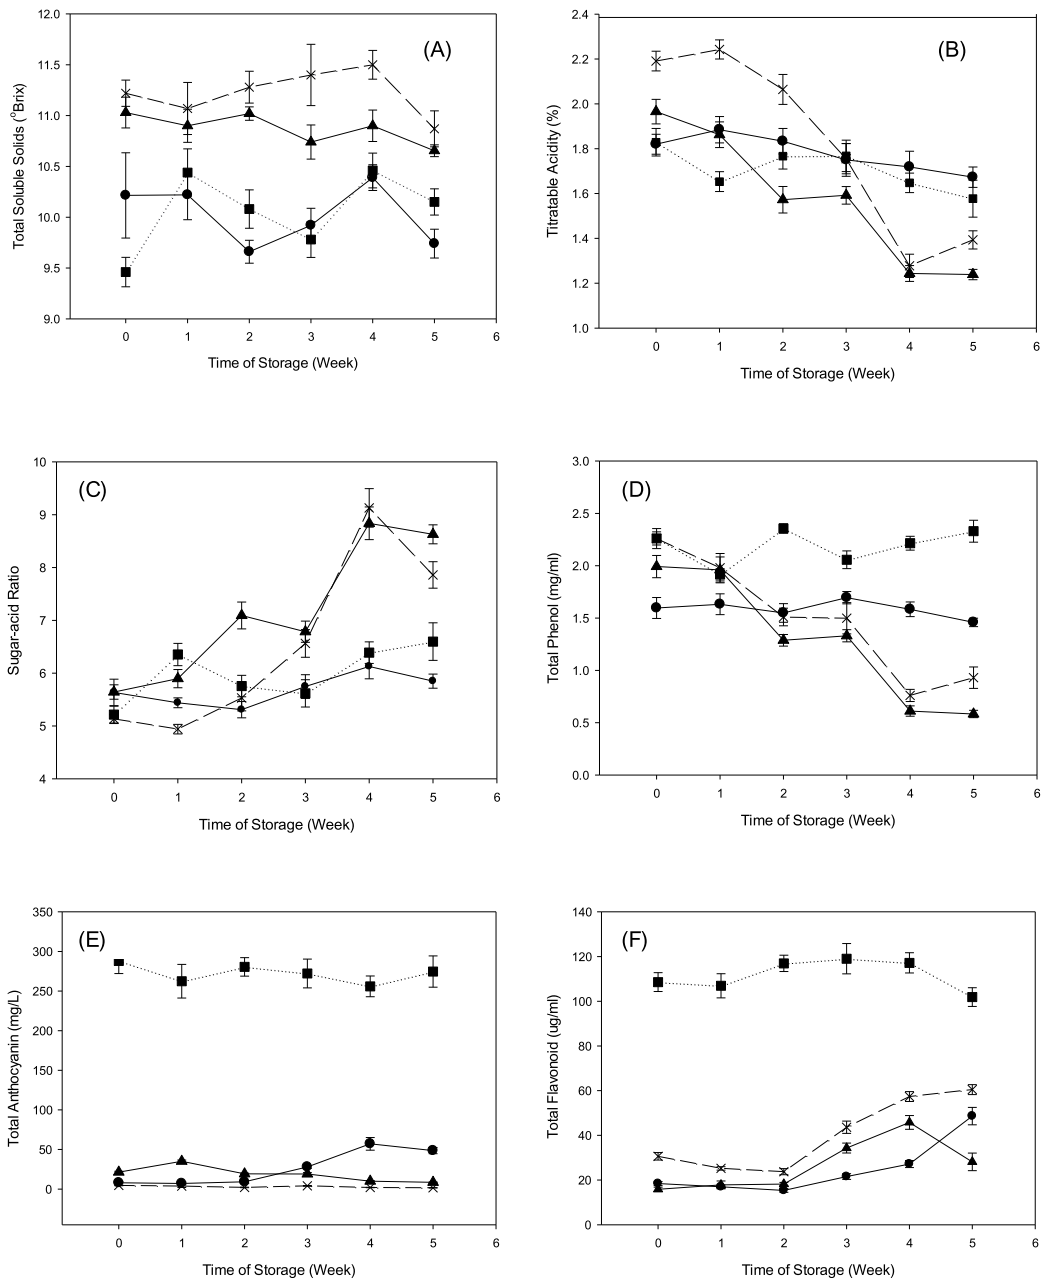 (A)
Total Soluble Solids (°Brix)
12.0
11.5
11.0
10.5
10.0
9.5
9.0
0 1 2 3 4 5 6
Time of Storage (Week)
(B)
Titratable Acidity (%)
2.4
2.2
2.0
1.8
1.6
1.4
1.2
1.0
0 1 2 3 4 5 6
Time of Storage (Week)
(C)
Sugar-acid Ratio
10
9
8
7
6
5
4
0 1 2 3 4 5 6
Time of Storage (Week)
(D)
Total Phenol (mg/ml)
3.0
2.5
2.0
1.5
1.0
0.5
0.0
0 1 2 3 4 5 6
Time of Storage (Week)
(E)
Total Anthocyanin (mg/L)
350
300
250
200
150
100
50
0
0 1 2 3 4 5 6
Time of Storage (Week)
(F)
Total Flavonoid (ug/ml)
140
120
100
80
60
40
20
0
0 1 2 3 4 5 6
Time of Storage (Week)